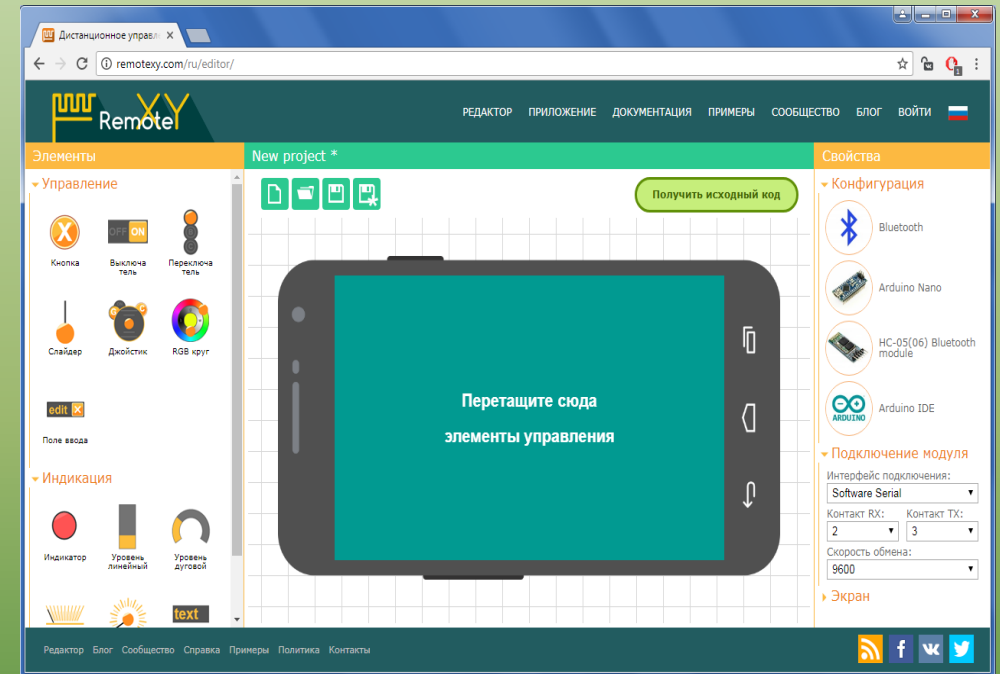 Дистанционное управл
remotexy.com/ru/editor/
RemoteXY
РЕДАКТОР ПРИЛОЖЕНИЕ ДОКУМЕНТАЦИЯ ПРИМЕРЫ СООБЩЕСТВО БЛОГ ВОЙТИ
Элементы
Управление
X
Кнопка
OFF ON
Выключа
тель
Переключа
тель
Слайдер
Джойстик
RGB круг
edit X
Поле ввода
Индикация
Индикатор
Уровень
линейный
Уровень
дуговой
text
New project *
Получить исходный код
Перетащите сюда
элементы управления
Свойства
Конфигурация
Bluetooth
Arduino Nano
HC-05(06) Bluetooth
module
ARDUINO
Arduino IDE
Подключение модуля
Интерфейс подключения:
Software Serial
Контакт RX: Контакт TX:
2 3
Скорость обмена:
9600
Экран
Редактор Блог Сообщество Справка Примеры Политика Контакты